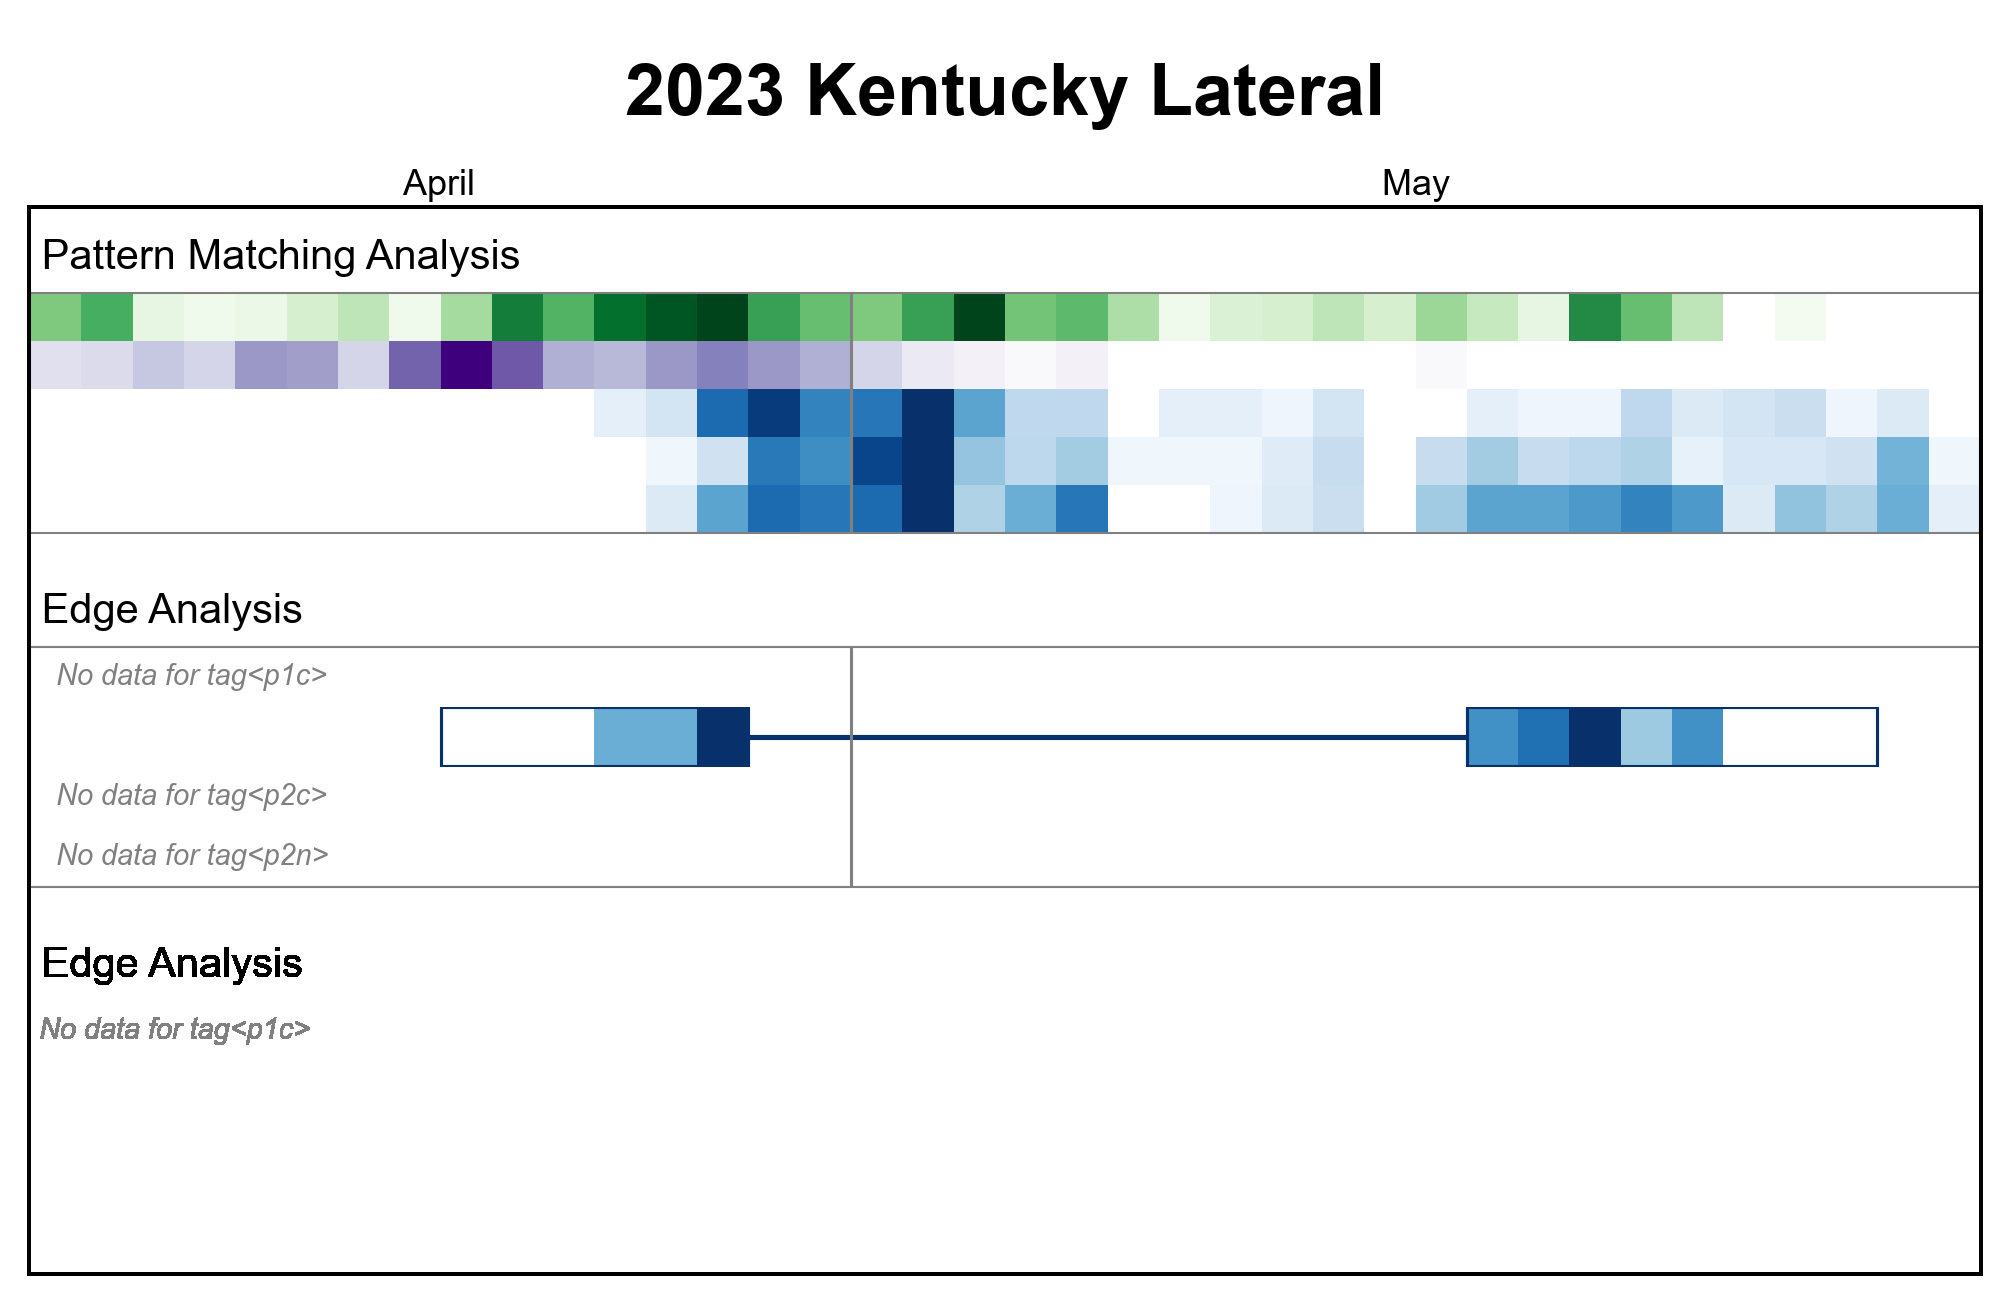 2023 Kentucky Lateral
April May
Pattern Matching Analysis
Edge Analysis
No data for tag<p1c>
No data for tag<p2c>
No data for tag<p2n>
Edge Analysis
No data for tag<p1c>